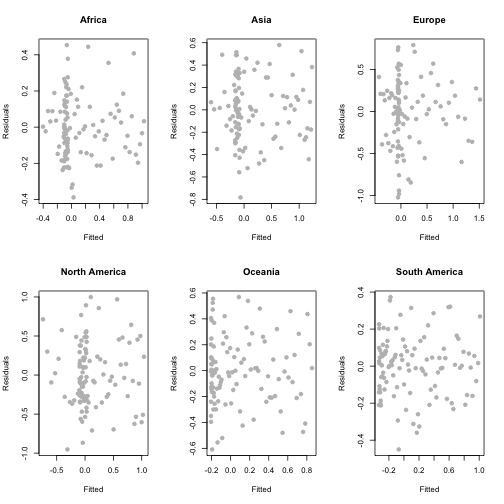 Africa
Residuals
0.4
0.2
0.0
-0.2
-0.4
-0.4 0.0 0.4 0.8
Fitted
Asia
Residuals
0.6
0.4
0.2
0.0
-0.2
-0.4
-0.6
-0.8
-0.5 0.0 0.5 1.0
Fitted
Europe
Residuals
0.5
0.0
-0.5
-1.0
0.0 0.5 1.0 1.5
Fitted
North America
Residuals
1.0
0.5
0.0
-0.5
-1.0
-0.5 0.0 0.5 1.0
Fitted
Oceania
Residuals
0.6
0.4
0.2
0.0
-0.2
-0.4
-0.6
-0.2 0.0 0.2 0.4 0.6 0.8
Fitted
South America
Residuals
0.4
0.2
0.0
-0.2
-0.4
-0.2 0.2 0.6 1.0
Fitted